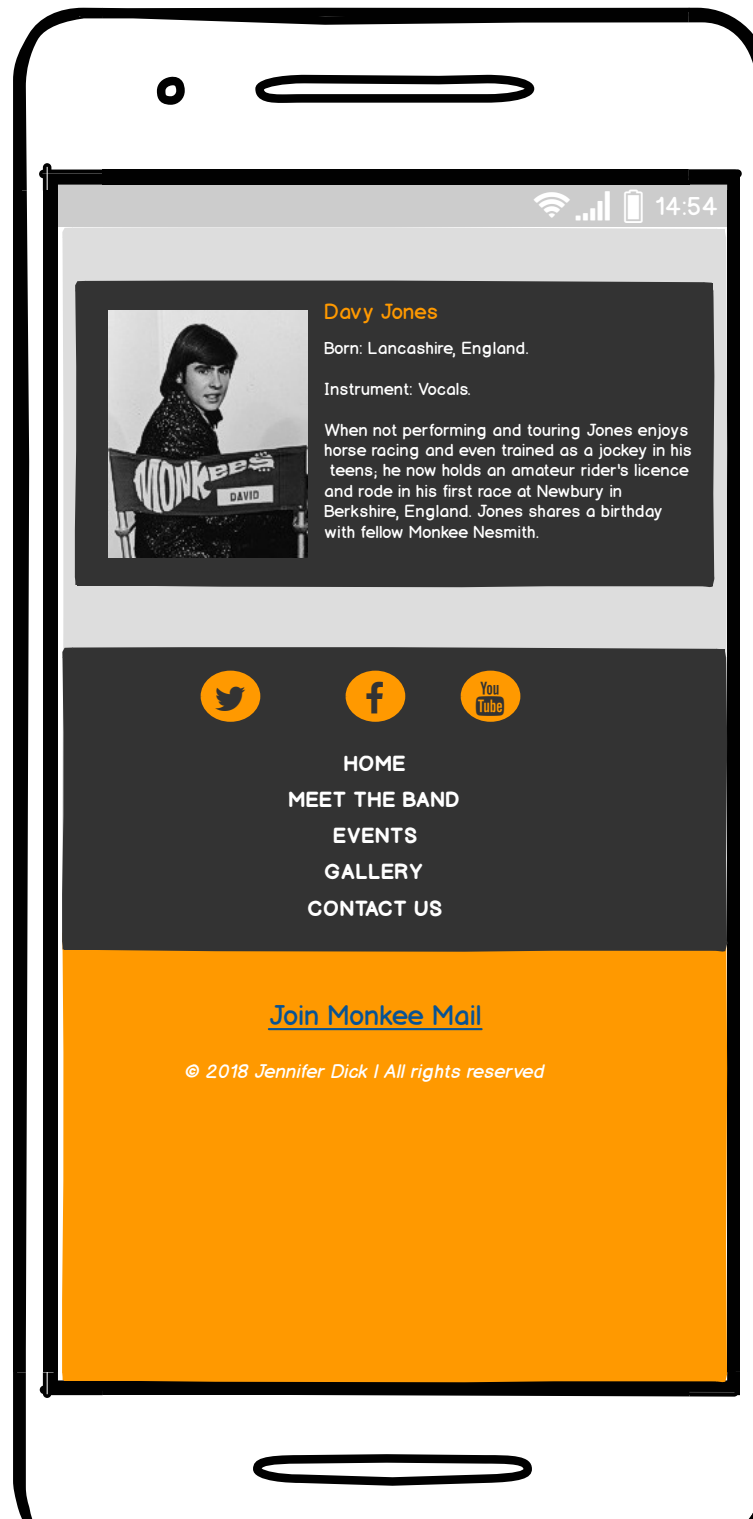 14:54
Davy Jones
Born: Lancashire, England.
Instrument: Vocals.
When not performing and touring Jones enjoys
horse racing and even trained as a jockey in his
teens; he now holds an amateur rider's licence
and rode in his first race at Newbury in
Berkshire, England. Jones shares a birthday
with fellow Monkee Nesmith.
MONKEES
DAVID
You
Tube
HOME
MEET THE BAND
EVENTS
GALLERY
CONTACT US
Join Monkee Mail
© 2018 Jennifer Dick | All rights reserved